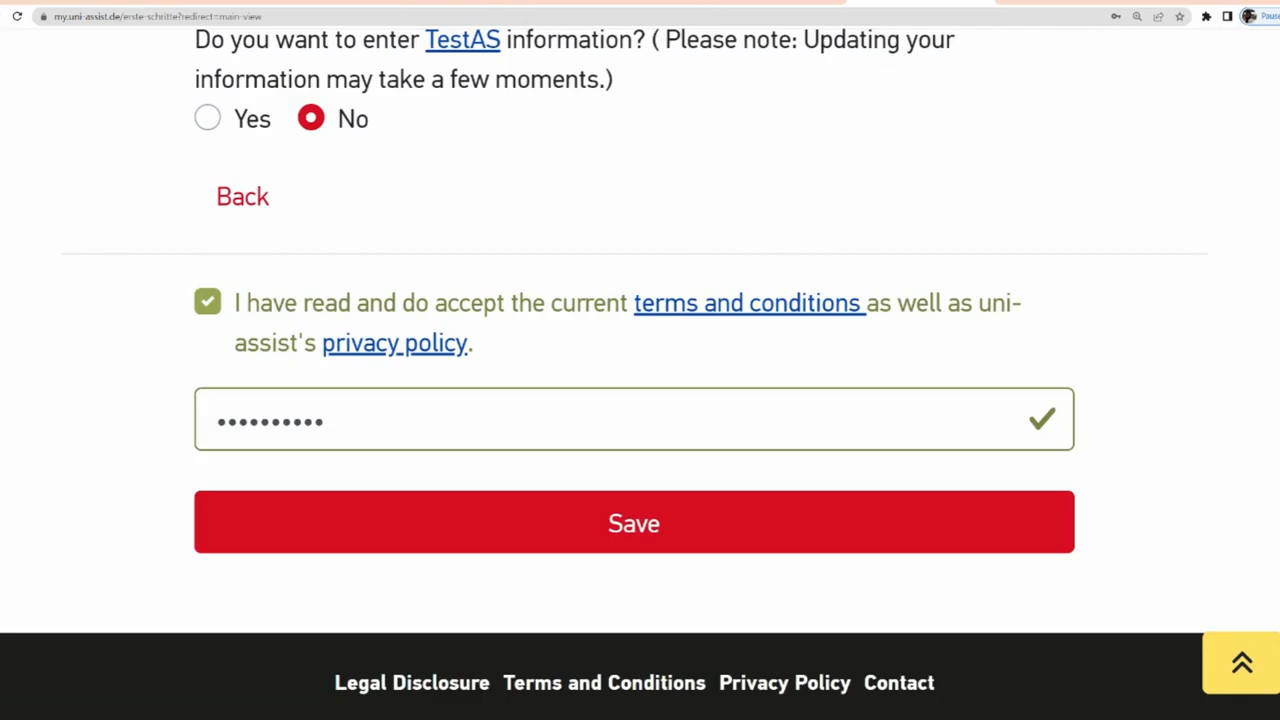 my.uni-assist.de/erste-schritte?redirect=main-view
Pause
Do you want to enter TestAS information? ( Please note: Updating your
information may take a few moments.)
Yes No
Back
I have read and do accept the current terms and conditions as well as uni-
assist's privacy policy.
••••••••••
Save
Legal Disclosure Terms and Conditions Privacy Policy Contact